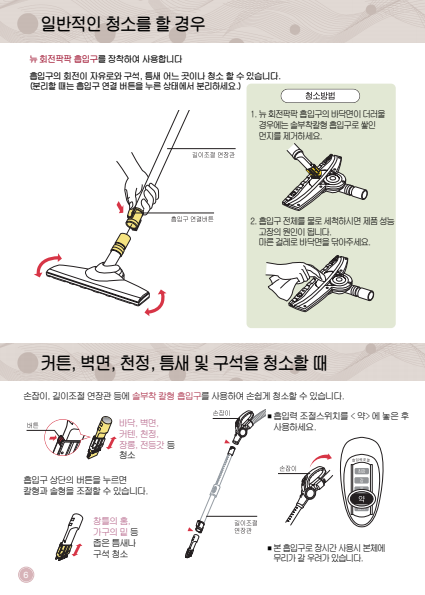 일반적인 청소를 할 경우
뉴 회전팍팍 흡입구를 장착하여 사용합니다
흡입구의 회전이 자유로와 구석, 틈새 어느 곳이나 청소 할 수 있습니다.
(분리할 때는 흡입구 연결 버튼을 누른 상태에서 분리하세요.)
길이조절 연장관
흡입구 연결버튼
청소방법
1. 뉴 회전팍팍 흡입구의 바닥면이 더러울
경우에는 솔부착칼형 흡입구로 쌓인
먼지를 제거하세요.
2. 흡입구 전체를 물로 세척하시면 제품 성능
고장의 원인이 됩니다.
마른 걸레로 바닥면을 닦아주세요.
커튼, 벽면, 천정, 틈새 및 구석을 청소할 때
손잡이, 길이조절 연장관 등에 솔부착 칼형 흡입구를 사용하여 손쉽게 청소할 수 있습니다.
버튼
바닥, 벽면,
커텐, 천정,
장롱, 전등갓 등
청소
흡입구 상단의 버튼을 누르면
칼형과 솔형을 조절할 수 있습니다.
창틀의 홈,
가구의 밑 등
좁은 틈새나
구석 청소
손잡이
길이조절
연장관
■ 흡입력 조절스위치를 < 약> 에 놓은 후
사용하세요.
손잡이
약
■ 본 흡입구로 장시간 사용시 본체에
무리가 갈 우려가 있습니다.
6